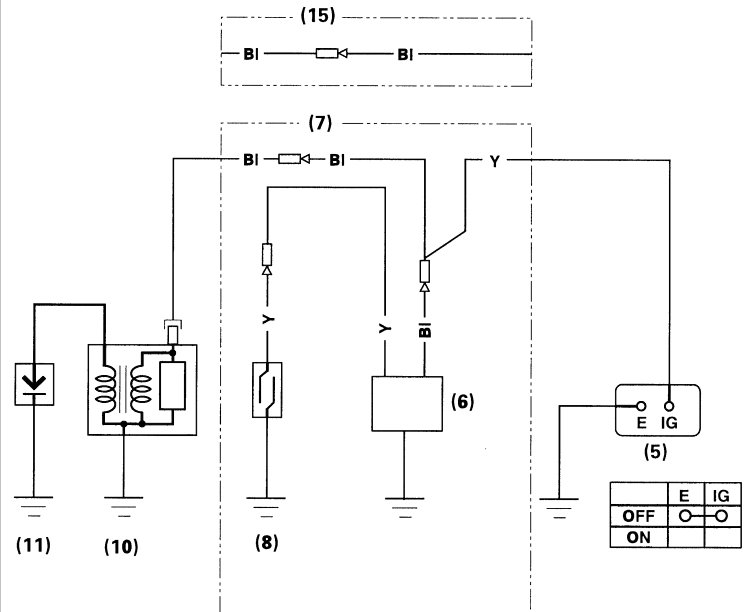 (15)
Bl Bl
(7)
Bl Bl Y
Y Y Bl
(6)
E IG
(5)
E IG
OFF
ON
(11) (10) (8)